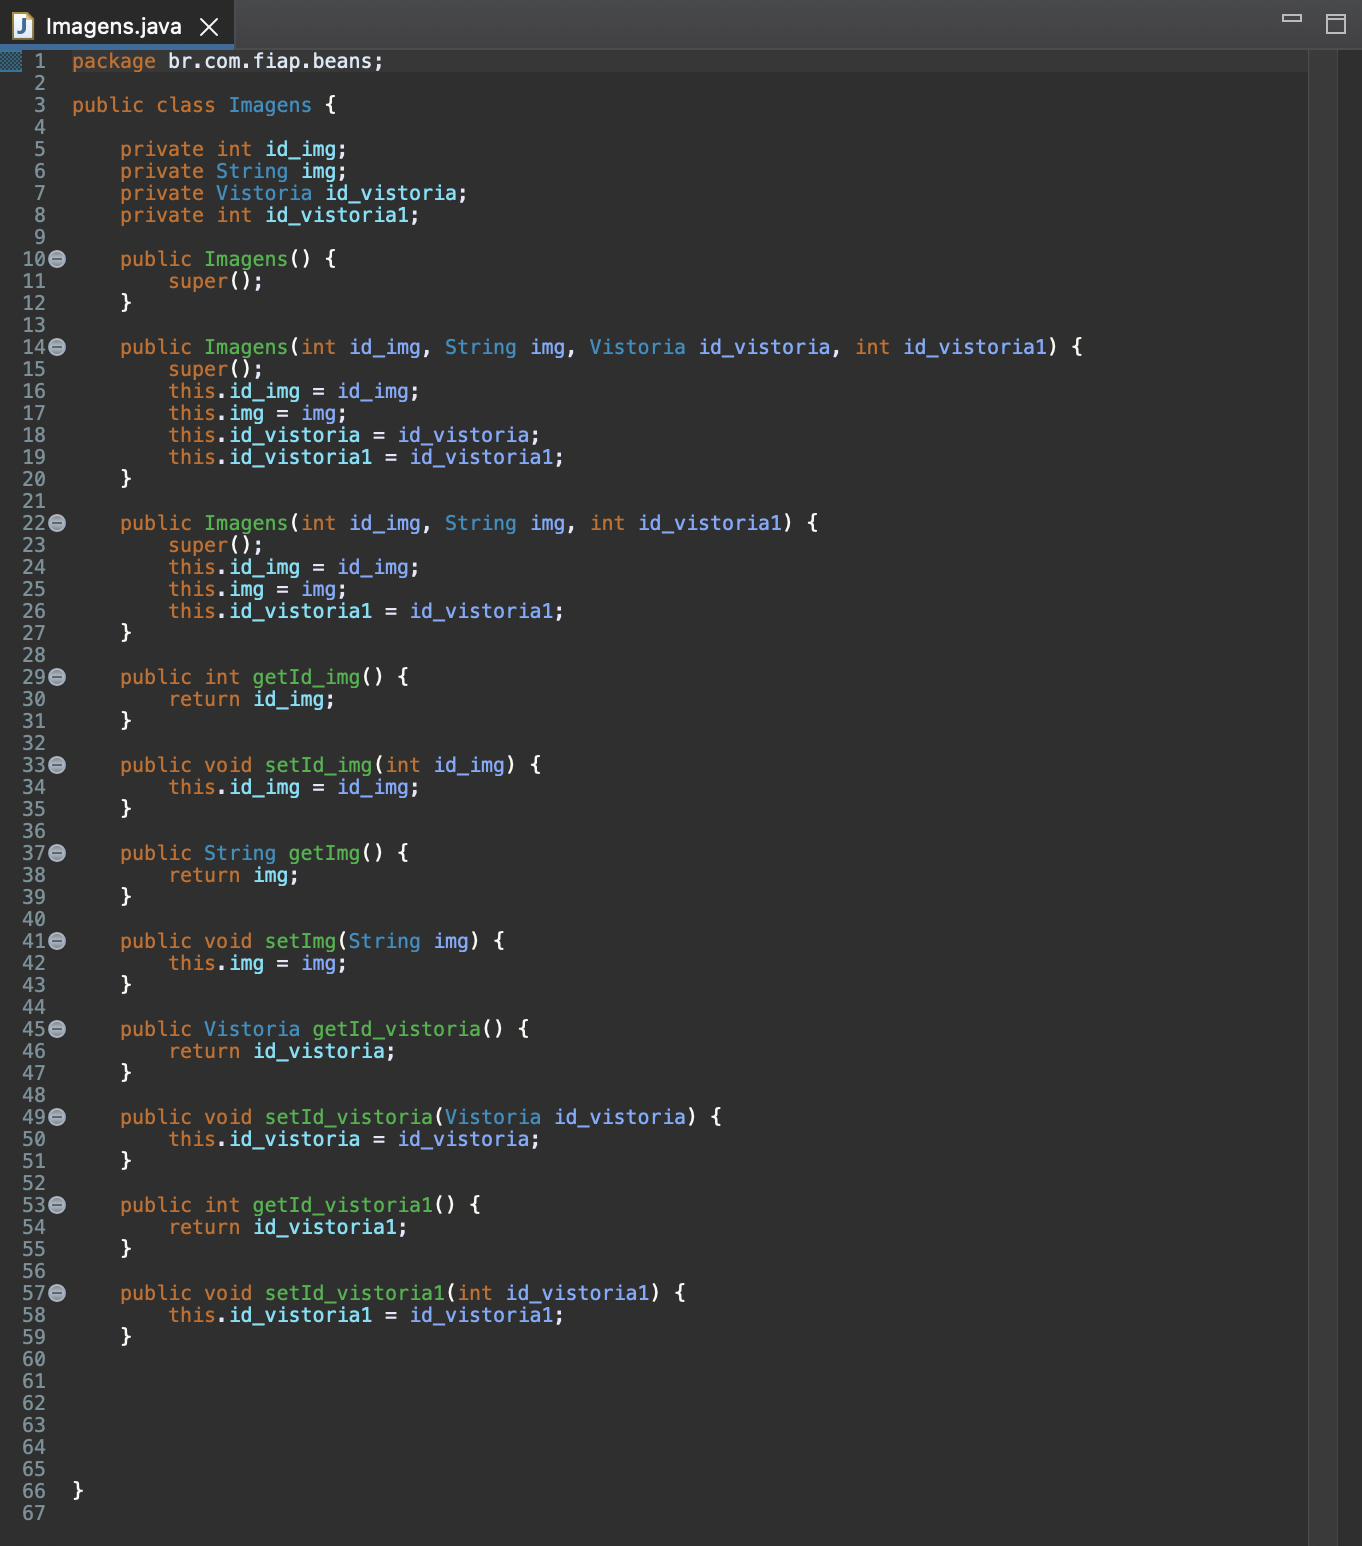 Imagens.java
1 package br.com.fiap.beans;
2
3 public class Imagens {
4
5     private int id_img;
6     private String img;
7     private Vistoria id_vistoria;
8     private int id_vistoria1;
9
10     public Imagens() {
11         super();
12     }
13
14     public Imagens(int id_img, String img, Vistoria id_vistoria, int id_vistoria1) {
15         super();
16         this.id_img = id_img;
17         this.img = img;
18         this.id_vistoria = id_vistoria;
19         this.id_vistoria1 = id_vistoria1;
20     }
21
22     public Imagens(int id_img, String img, int id_vistoria1) {
23         super();
24         this.id_img = id_img;
25         this.img = img;
26         this.id_vistoria1 = id_vistoria1;
27     }
28
29     public int getId_img() {
30         return id_img;
31     }
32
33     public void setId_img(int id_img) {
34         this.id_img = id_img;
35     }
36
37     public String getImg() {
38         return img;
39     }
40
41     public void setImg(String img) {
42         this.img = img;
43     }
44
45     public Vistoria getId_vistoria() {
46         return id_vistoria;
47     }
48
49     public void setId_vistoria(Vistoria id_vistoria) {
50         this.id_vistoria = id_vistoria;
51     }
52
53     public int getId_vistoria1() {
54         return id_vistoria1;
55     }
56
57     public void setId_vistoria1(int id_vistoria1) {
58         this.id_vistoria1 = id_vistoria1;
59     }
60
61
62
63
64
65
66 }
67